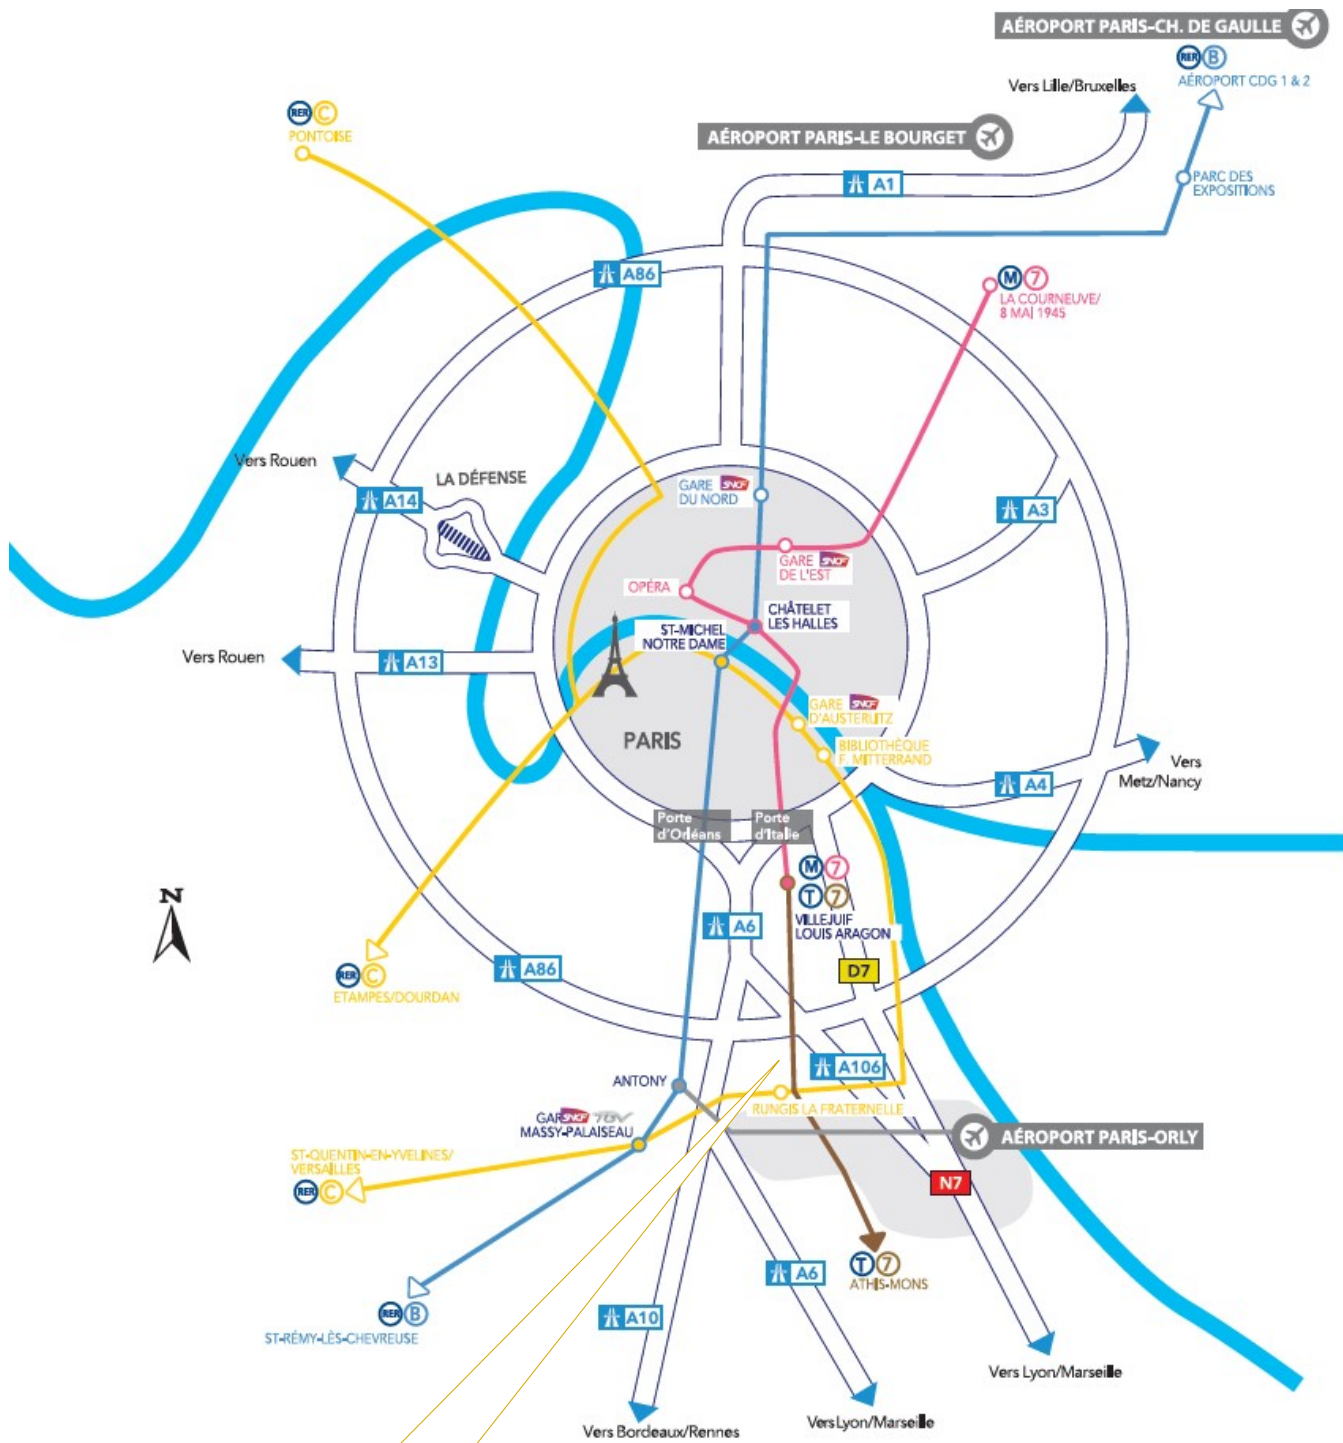 AÉROPORT PARIS-CH. DE GAULLE
RER B
AÉROPORT CDG 1 & 2
Vers Lille/Bruxelles
RER C
PONTOISE
AÉROPORT PARIS-LE BOURGET
A1
PARC DES
EXPOSITIONS
A86
M 7
LA COURNEUVE/
8 MAI 1945
Vers Rouen
LA DÉFENSE
A14
GARE SNCF
DU NORD
A3
GARE SNCF
DE L'EST
OPÉRA
CHÂTELET
LES HALLES
ST-MICHEL
NOTRE DAME
Vers Rouen
A13
GARE SNCF
D'AUSTERLITZ
PARIS
BIBLIOTHÈQUE
F. MITTERRAND
Vers
Metz/Nancy
A4
Porte
d'Orléans
Porte
d'Italie
M 7
T 7
VILLEJUIF
LOUIS ARAGON
N
A6
A86
D7
RER C
ETAMPES/DOURDAN
A106
ANTONY
RUNGIS LA FRATERNELLE
GAR SNCF TGV
MASSY-PALAISEAU
AÉROPORT PARIS-ORLY
ST-QUENTIN-EN-YVELINES/
VERSAILLES
RER C
N7
T 7
ATHIS-MONS
A6
RER B
ST-RÉMY-LÈS-CHEVREUSE
A10
Vers Lyon/Marseille
Vers Lyon/Marseille
Vers Bordeaux/Rennes